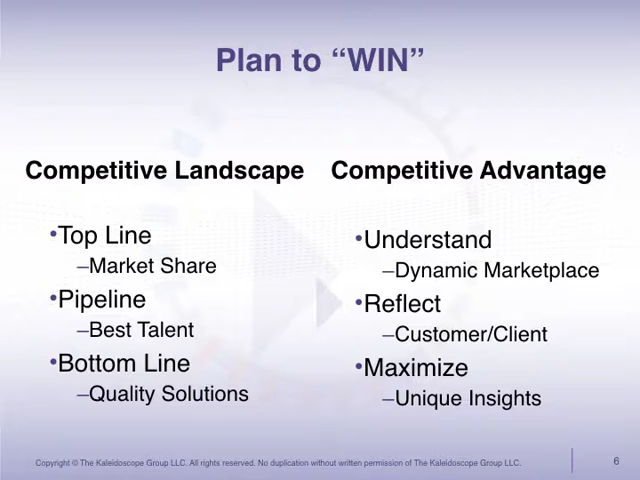 Plan to “WIN”
Competitive Landscape
•Top Line
–Market Share
•Pipeline
–Best Talent
•Bottom Line
–Quality Solutions
Competitive Advantage
•Understand
–Dynamic Marketplace
•Reflect
–Customer/Client
•Maximize
–Unique Insights
Copyright © The Kaleidoscope Group LLC. All rights reserved. No duplication without written permission of The Kaleidoscope Group LLC.
6